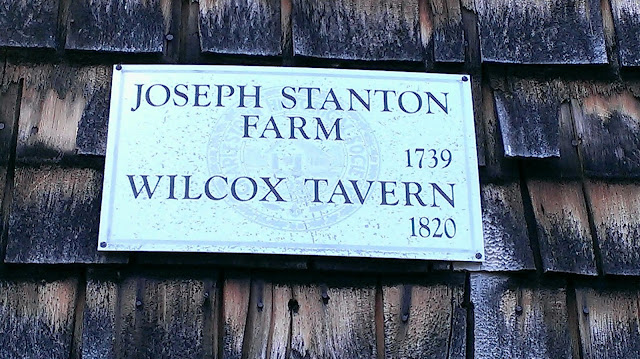 JOSEPH STANTON
FARM
1739
WILCOX TAVERN
1820